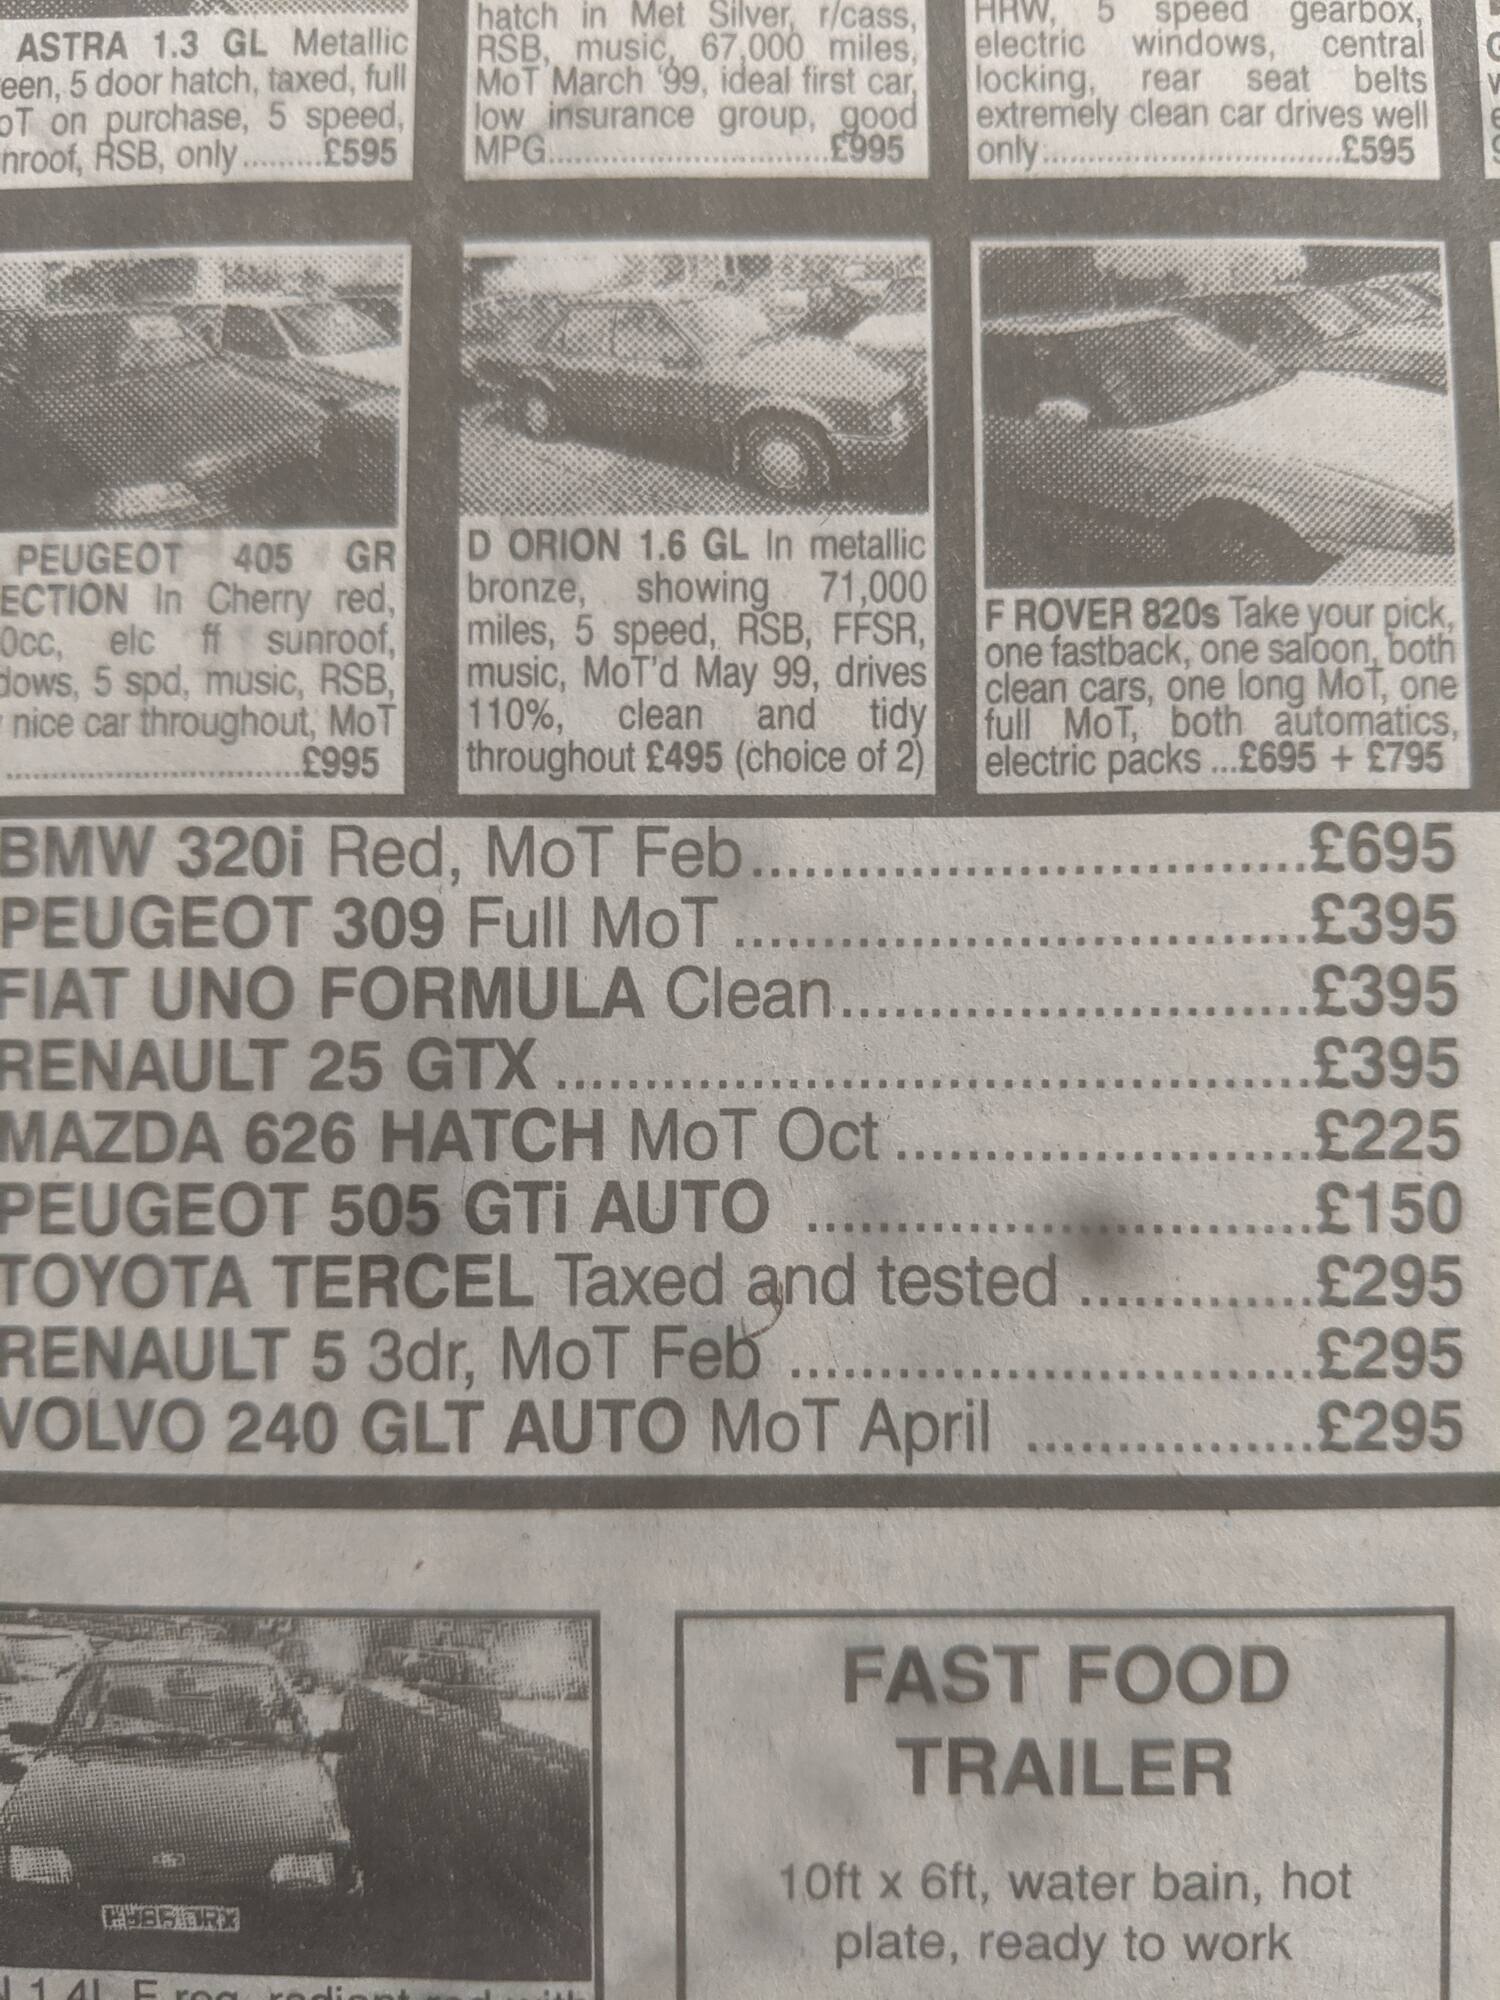 ASTRA 1.3 GL Metallic
een, 5 door hatch, taxed, full
oT on purchase, 5 speed,
nroof, RSB, only.........£595
hatch in Met Silver, r/cass,
RSB, music, 67,000 miles,
MoT March '99, ideal first car,
low insurance group, good
MPG..............................£995
HRW, 5 speed gearbox,
electric windows, central
locking, rear seat belts
extremely clean car drives well
only................................£595
PEUGEOT 405 GR
ECTION In Cherry red,
0cc, elc ff sunroof,
dows, 5 spd, music, RSB,
nice car throughout, MoT
................................£995
D ORION 1.6 GL In metallic
bronze, showing 71,000
miles, 5 speed, RSB, FFSR,
music, MoT'd May 99, drives
110%, clean and tidy
throughout £495 (choice of 2)
F ROVER 820s Take your pick,
one fastback, one saloon, both
clean cars, one long MoT, one
full MoT, both automatics,
electric packs ...£695 + £795
BMW 320i Red, MoT Feb................................£695
PEUGEOT 309 Full MoT .................................£395
FIAT UNO FORMULA Clean...........................£395
RENAULT 25 GTX ...........................................£395
MAZDA 626 HATCH MoT Oct ........................£225
PEUGEOT 505 GTi AUTO .............................£150
TOYOTA TERCEL Taxed and tested .............£295
RENAULT 5 3dr, MoT Feb ..............................£295
VOLVO 240 GLT AUTO MoT April ................£295
FAST FOOD
TRAILER
10ft x 6ft, water bain, hot
plate, ready to work
1.4L E reg, radiant red with